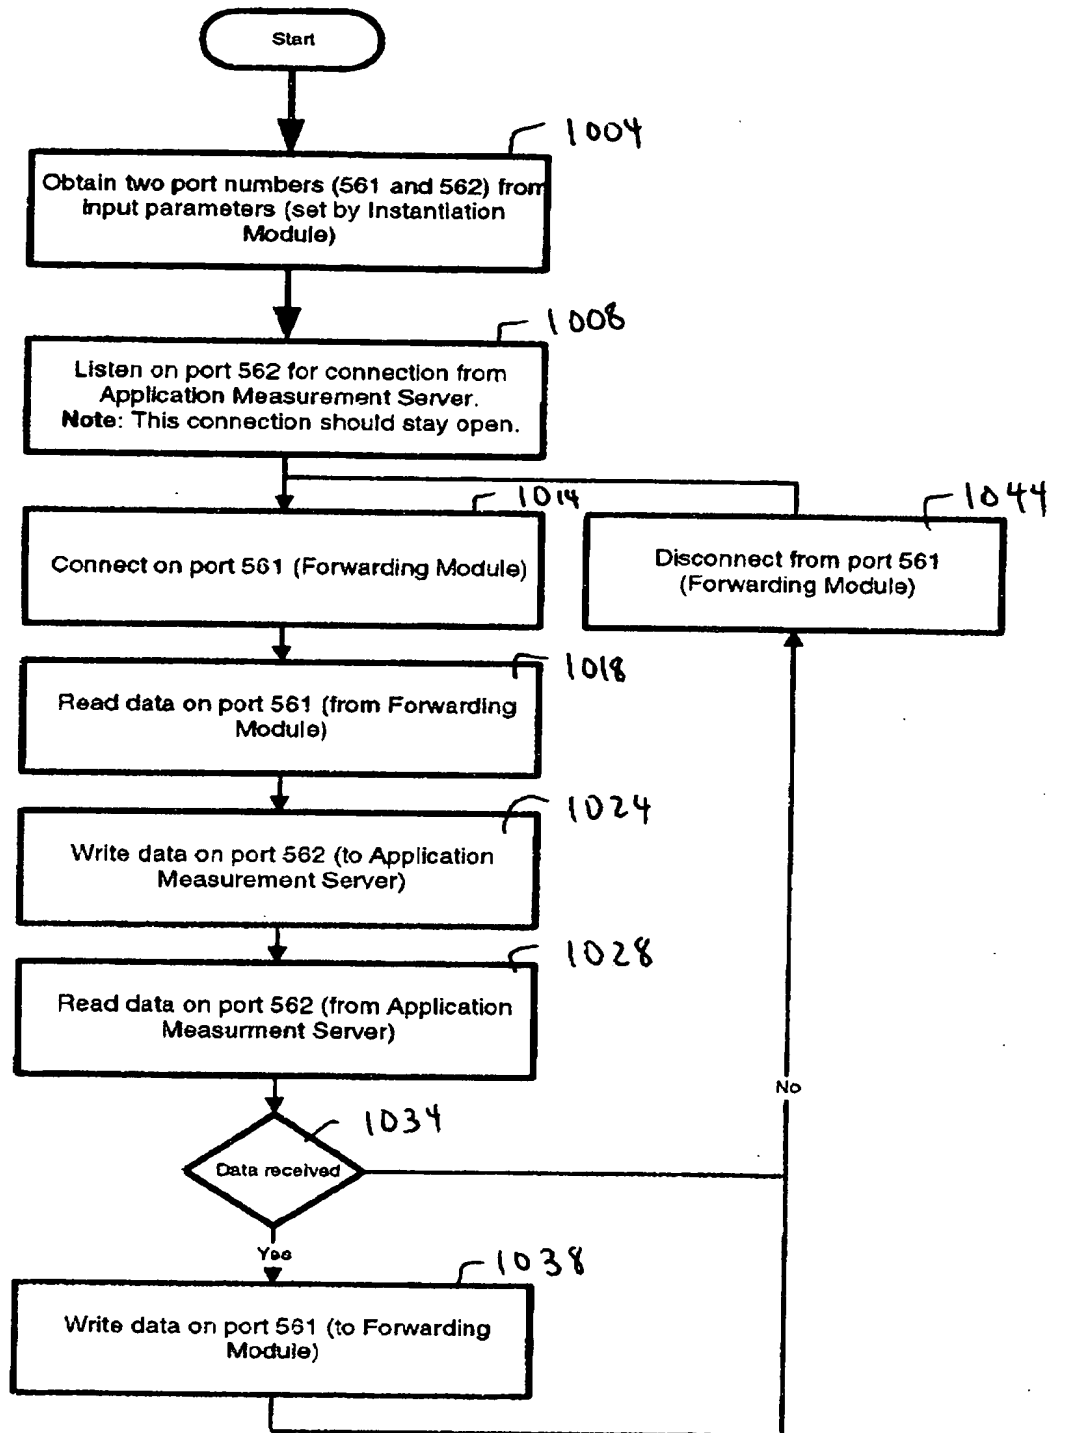 Start
1004
Obtain two port numbers (561 and 562) from
input parameters (set by Instantiation
Module)
1008
Listen on port 562 for connection from
Application Measurement Server.
Note: This connection should stay open.
1014
Connect on port 561 (Forwarding Module)
1044
Disconnect from port 561
(Forwarding Module)
1018
Read data on port 561 (from Forwarding
Module)
1024
Write data on port 562 (to Application
Measurement Server)
1028
Read data on port 562 (from Application
Measurment Server)
No
1034
Data received
Yes
1038
Write data on port 561 (to Forwarding
Module)